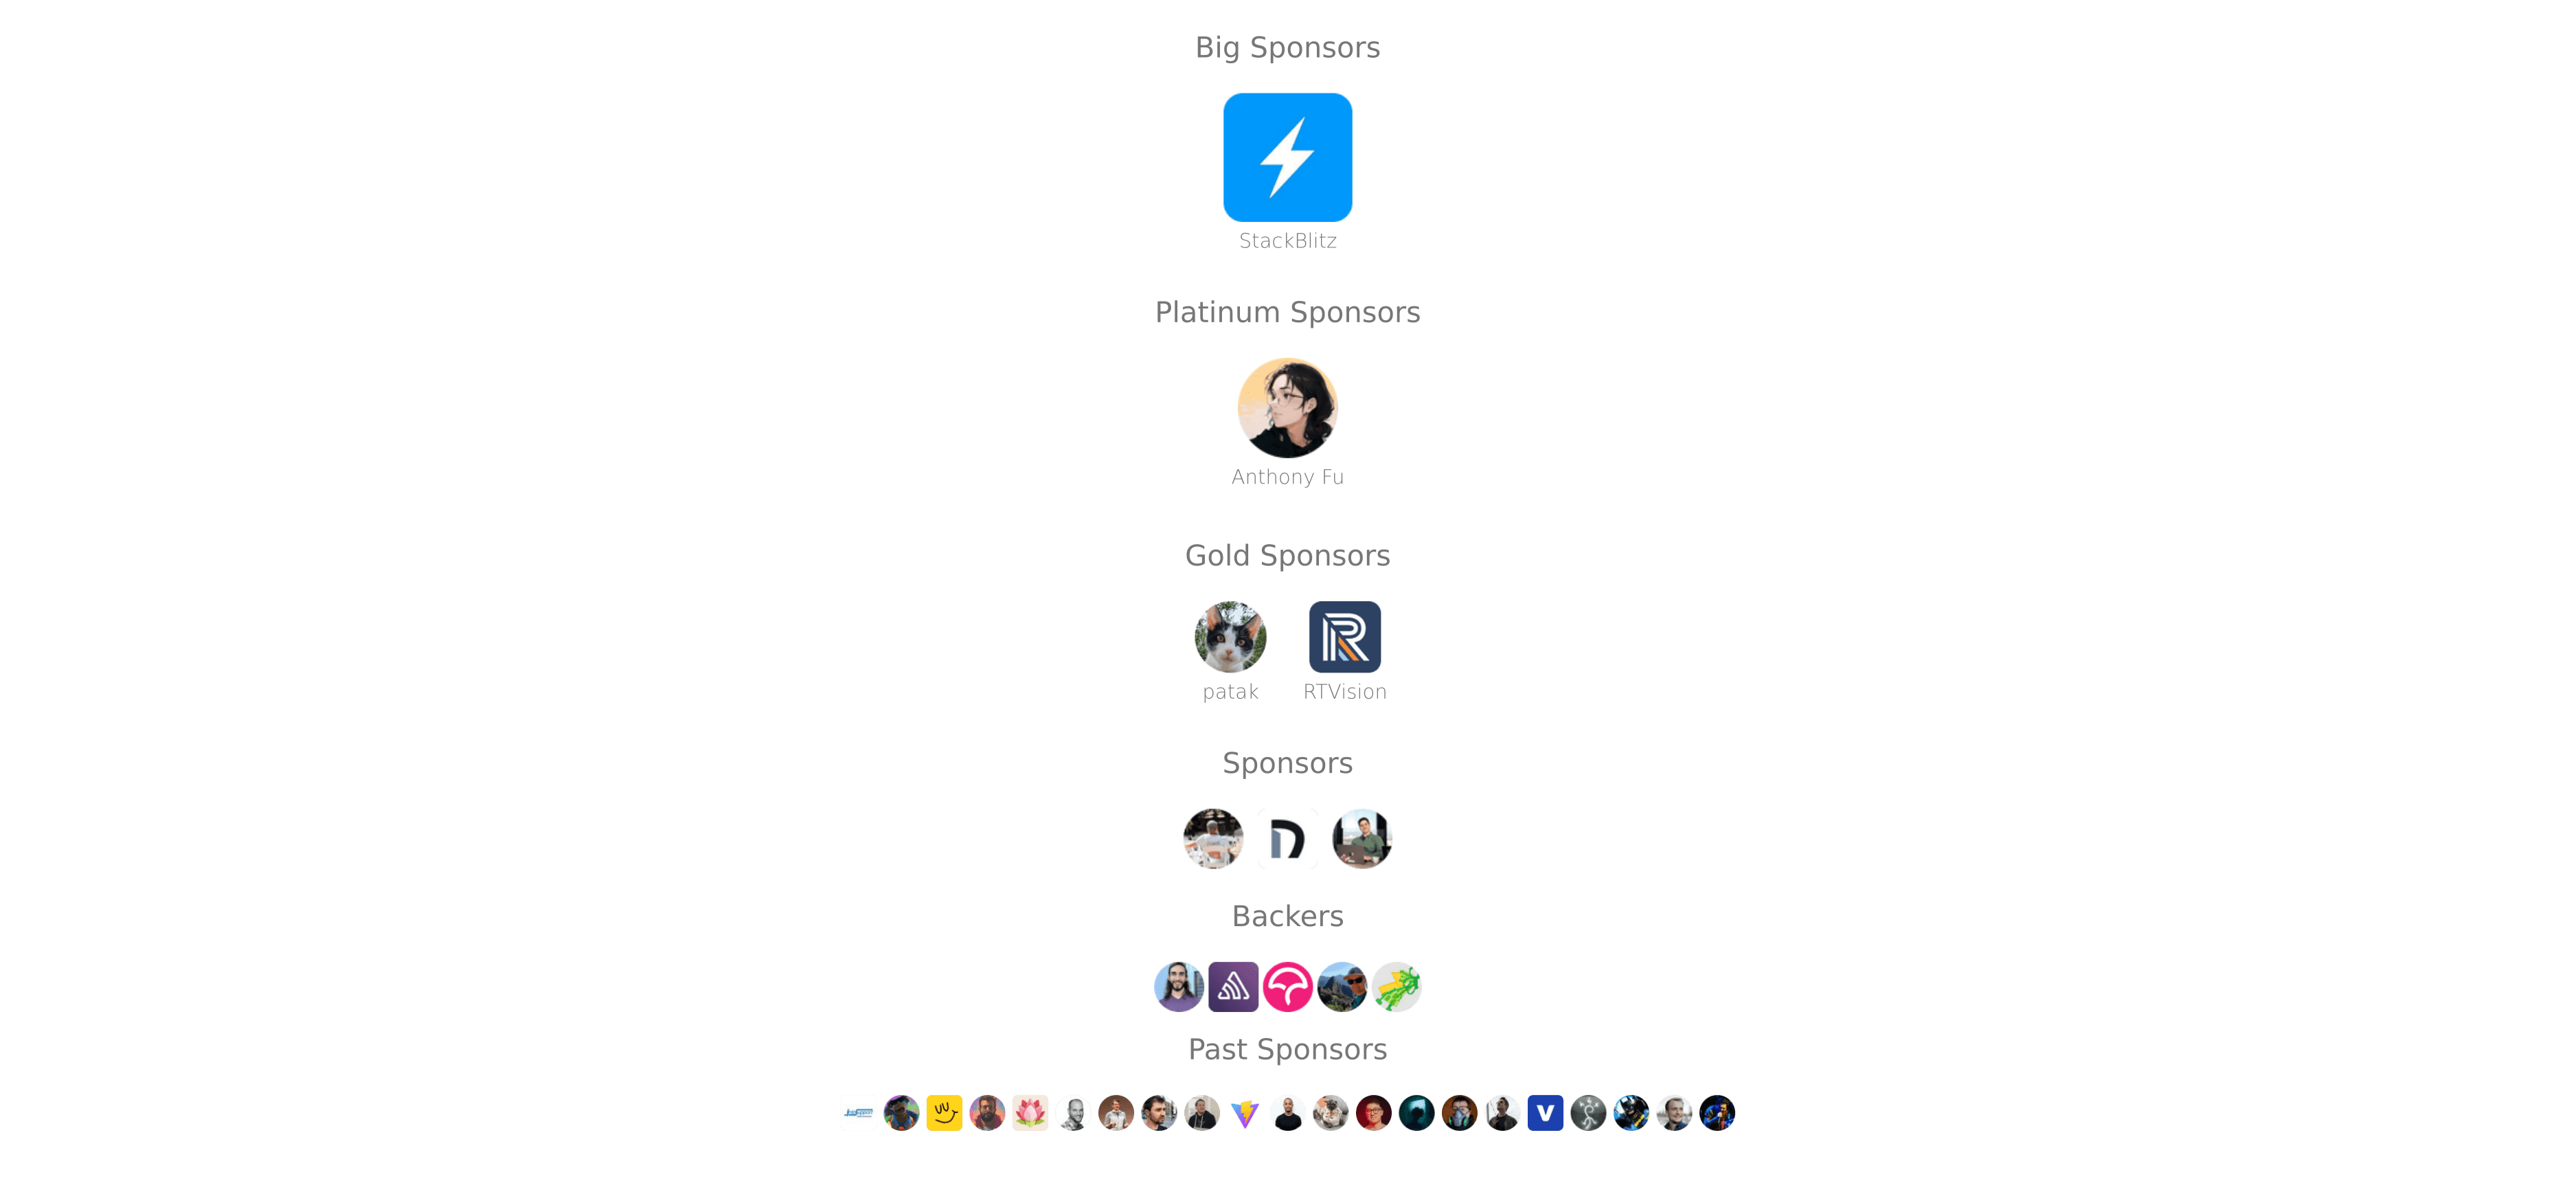 Big Sponsors
StackBlitz
Platinum Sponsors
Anthony Fu
Gold Sponsors
patak RTVision
Sponsors
Backers
Past Sponsors
V